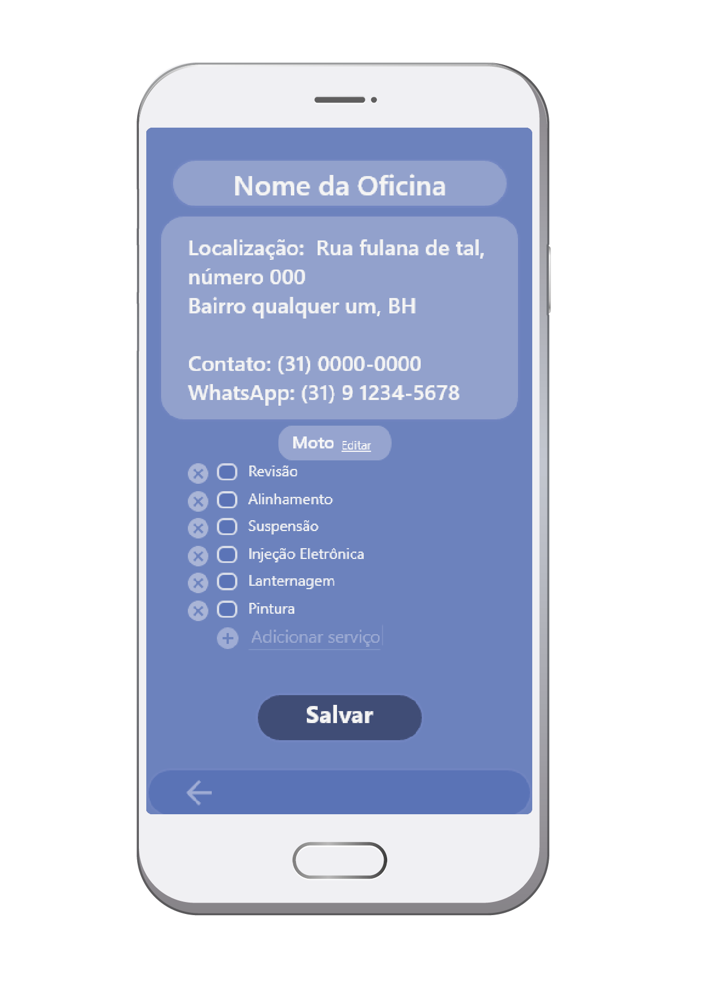 Nome da Oficina
Localização:  Rua fulana de tal,
número 000
Bairro qualquer um, BH
Contato: (31) 0000-0000
WhatsApp: (31) 9 1234-5678
Moto Editar
Revisão
Alinhamento
Suspensão
Injeção Eletrônica
Lanternagem
Pintura
Adicionar serviço
Salvar